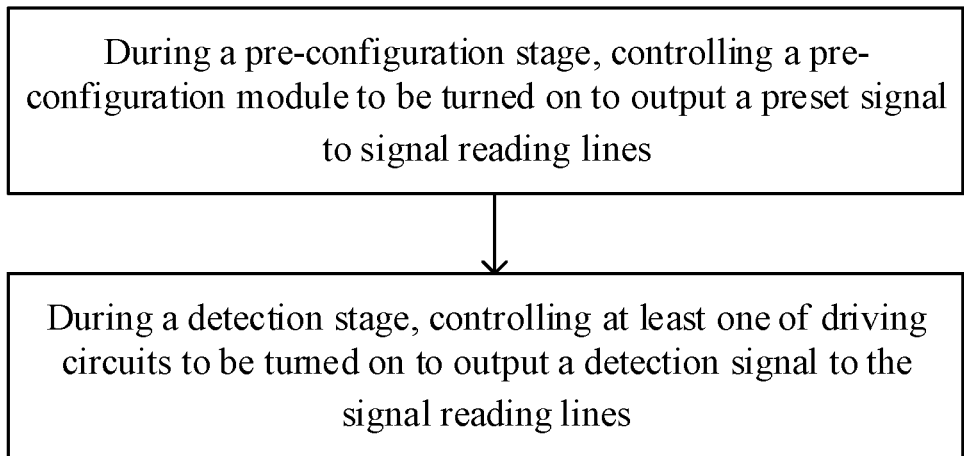 During a pre-configuration stage, controlling a pre-
configuration module to be turned on to output a preset signal
to signal reading lines
During a detection stage, controlling at least one of driving
circuits to be turned on to output a detection signal to the
signal reading lines